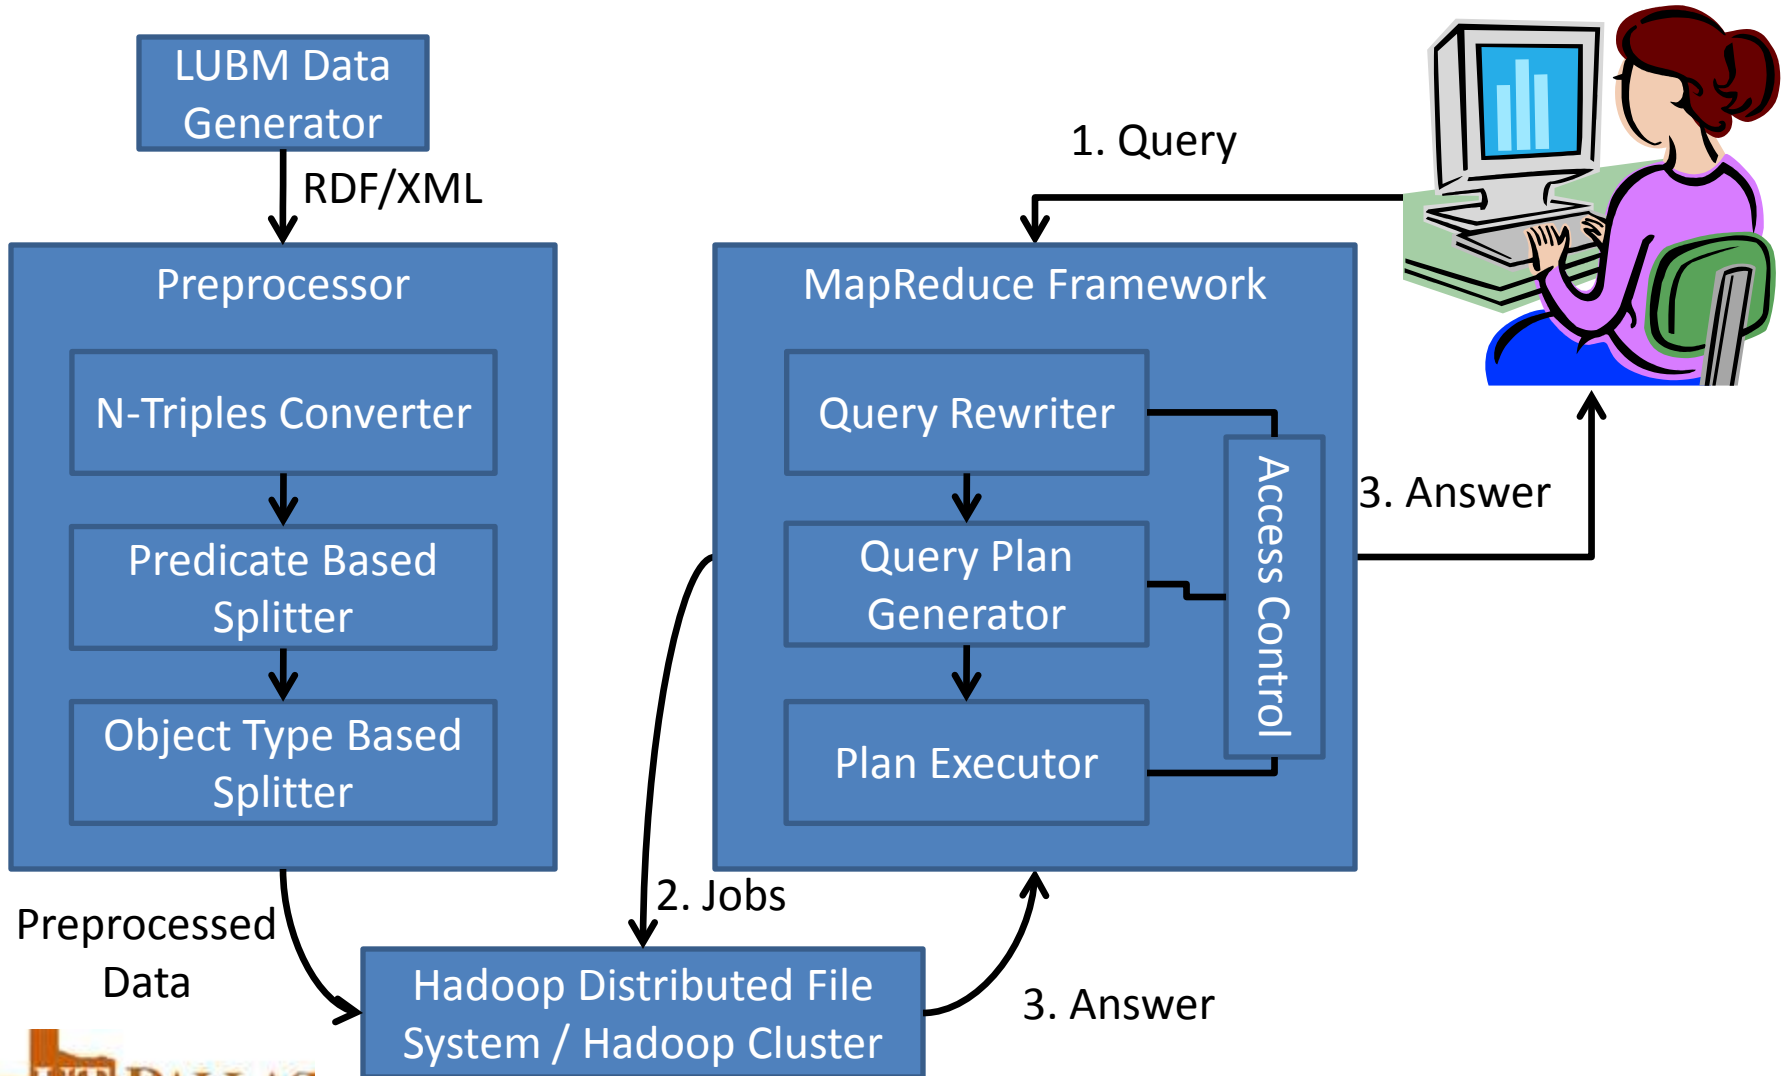 LUBM Data
Generator
RDF/XML
1. Query
Preprocessor
N-Triples Converter
Predicate Based
Splitter
Object Type Based
Splitter
MapReduce Framework
Query Rewriter
Query Plan
Generator
Plan Executor
Access Control
3. Answer
2. Jobs
Preprocessed
Data
Hadoop Distributed File
System / Hadoop Cluster
3. Answer
UT DALLAS